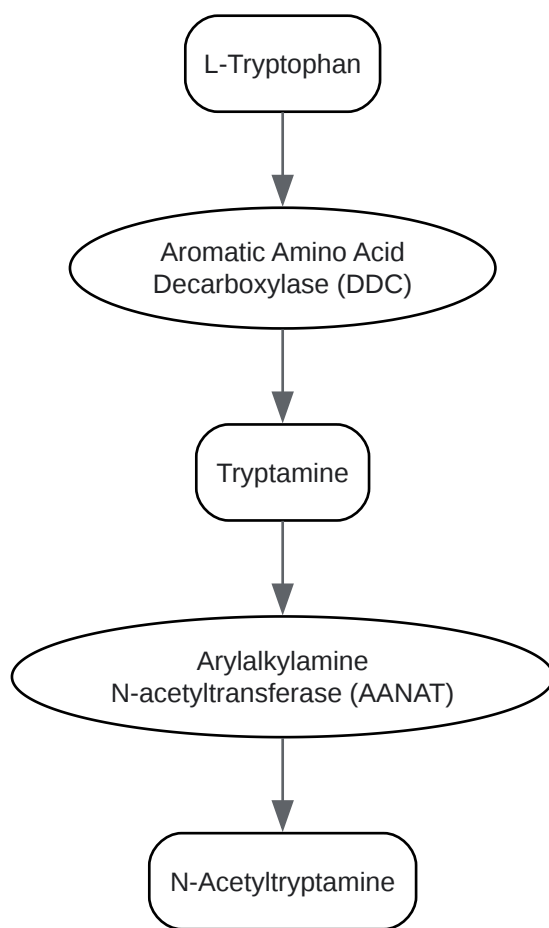 L-Tryptophan
Aromatic Amino Acid
Decarboxylase (DDC)
Tryptamine
Arylalkylamine
N-acetyltransferase (AANAT)
N-Acetyltryptamine